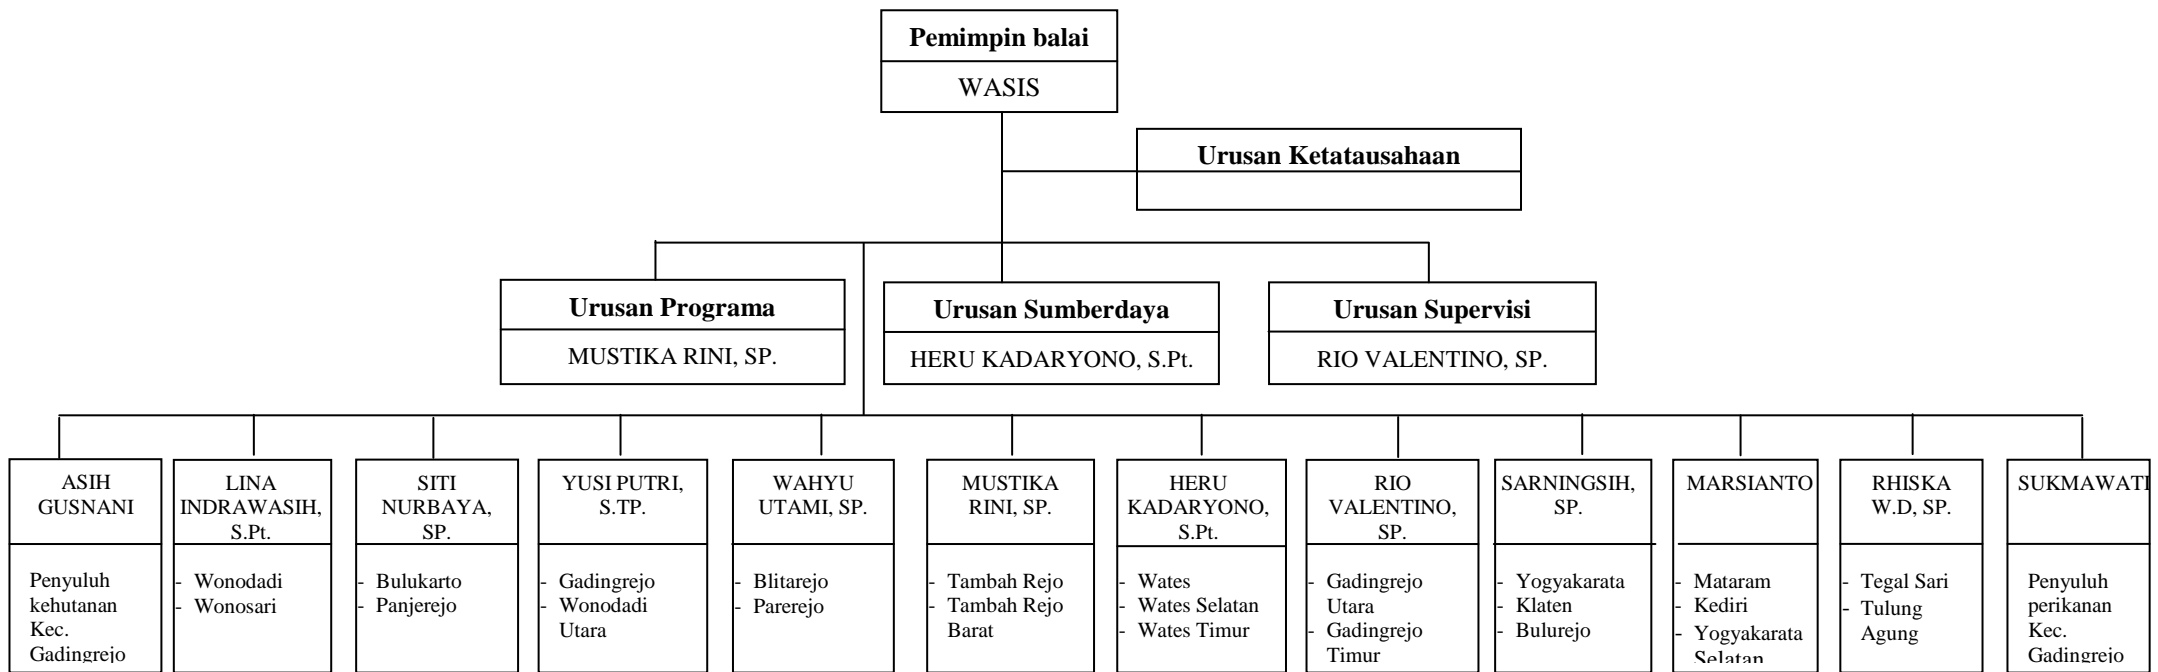 Pemimpin balai
WASIS
Urusan Ketatausahaan
Urusan Programa
MUSTIKA RINI, SP.
Urusan Sumberdaya
HERU KADARYONO, S.Pt.
Urusan Supervisi
RIO VALENTINO, SP.
ASIH
GUSNANI
Penyuluh
kehutanan
Kec.
Gadingrejo
LINA
INDRAWASIH,
S.Pt.
- Wonodadi
- Wonosari
SITI
NURBAYA,
SP.
- Bulukarto
- Panjerejo
YUSI PUTRI,
S.TP.
- Gadingrejo
- Wonodadi
Utara
WAHYU
UTAMI, SP.
- Blitarejo
- Parerejo
MUSTIKA
RINI, SP.
- Tambah Rejo
- Tambah Rejo
Barat
HERU
KADARYONO,
S.Pt.
- Wates
- Wates Selatan
- Wates Timur
RIO
VALENTINO,
SP.
- Gadingrejo
Utara
- Gadingrejo
Timur
SARNINGSIH,
SP.
- Yogyakarata
- Klaten
- Bulurejo
MARSIANTO
- Mataram
- Kediri
- Yogyakarata
Selatan
RHISKA
W.D, SP.
- Tegal Sari
- Tulung
Agung
SUKMAWATI
Penyuluh
perikanan
Kec.
Gadingrejo